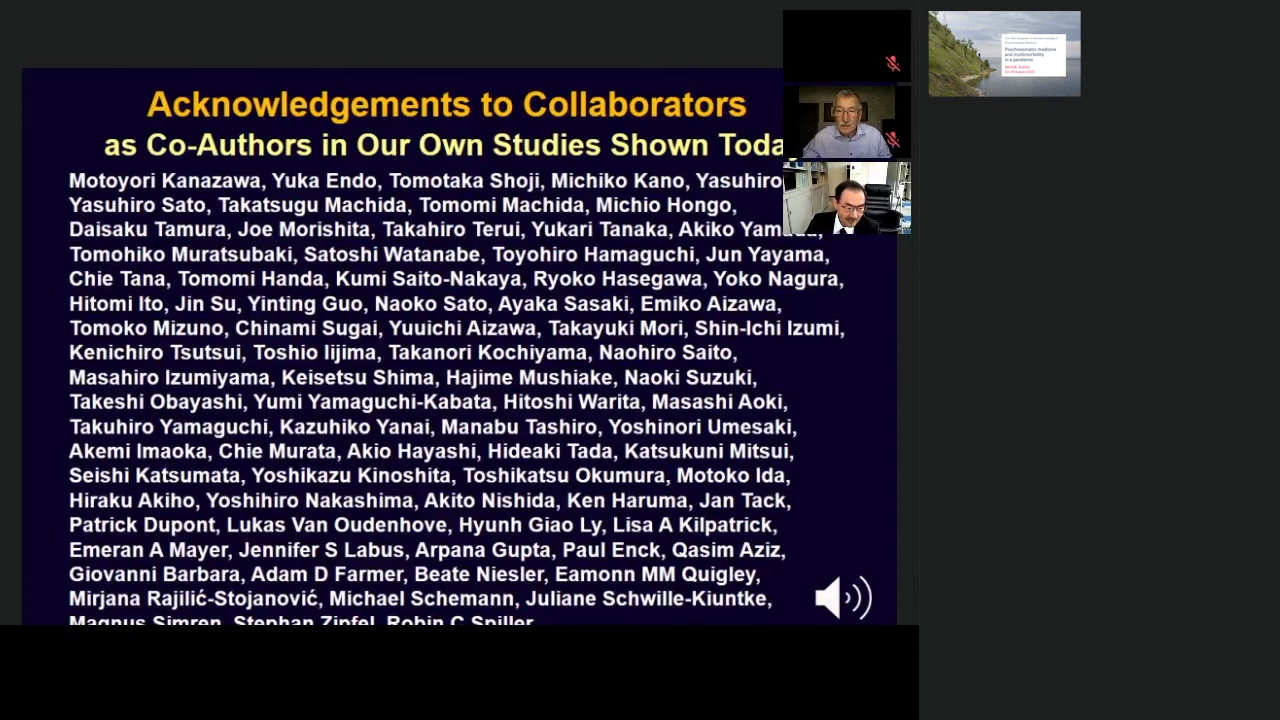 Acknowledgements to Collaborators
as Co-Authors in Our Own Studies Shown
Motoyori Kanazawa, Yuka Endo, Tomotaka Shoji, Michiko Kano, Yasuhiro
Yasuhiro Sato, Takatsugu Machida, Tomomi Machida, Michio Hongo,
Daisaku Tamura, Joe Morishita, Takahiro Terui, Yukari Tanaka, Akiko
Tomohiko Muratsubaki, Satoshi Watanabe, Toyohiro Hamaguchi, Jun Yayama,
Chie Tana, Tomomi Handa, Kumi Saito-Nakaya, Ryoko Hasegawa, Yoko Nagura,
Hitomi Ito, Jin Su, Yinting Guo, Naoko Sato, Ayaka Sasaki, Emiko Aizawa,
Tomoko Mizuno, Chinami Sugai, Yuuichi Aizawa, Takayuki Mori, Shin-Ichi Izumi,
Kenichiro Tsutsui, Toshio Iijima, Takanori Kochiyama, Naohiro Saito,
Masahiro Izumiyama, Keisetsu Shima, Hajime Mushiake, Naoki Suzuki,
Takeshi Obayashi, Yumi Yamaguchi-Kabata, Hitoshi Warita, Masashi Aoki,
Takuhiro Yamaguchi, Kazuhiko Yanai, Manabu Tashiro, Yoshinori Umesaki,
Akemi Imaoka, Chie Murata, Akio Hayashi, Hideaki Tada, Katsukuni Mitsui,
Seishi Katsumata, Yoshikazu Kinoshita, Toshikatsu Okumura, Motoko Ida,
Hiraku Akiho, Yoshihiro Nakashima, Akito Nishida, Ken Haruma, Jan Tack,
Patrick Dupont, Lukas Van Oudenhove, Hyunh Giao Ly, Lisa A Kilpatrick,
Emeran A Mayer, Jennifer S Labus, Arpana Gupta, Paul Enck, Qasim Aziz,
Giovanni Barbara, Adam D Farmer, Beate Niesler, Eamonn MM Quigley,
Mirjana Rajilić-Stojanović, Michael Schemann, Juliane Schwille-Kiuntke,
Magnus Simren, Stephan Zipfel, Robin C Spiller
Psychosomatic medicine
and multimorbidity
in a pandemic